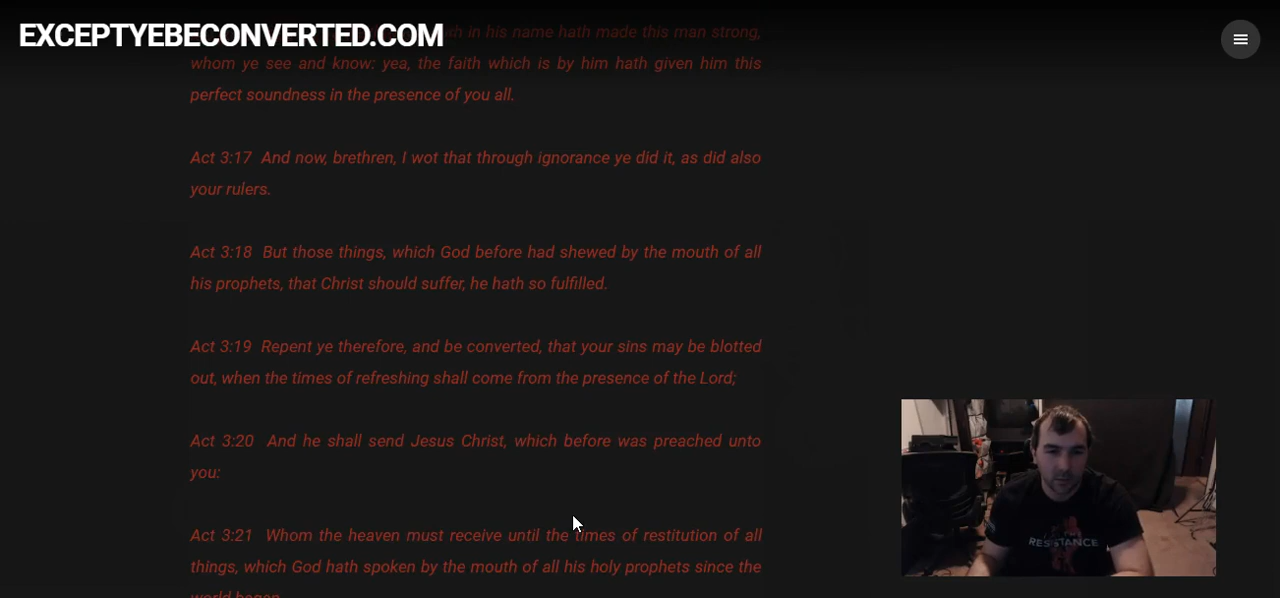 EXCEPTYEBECONVERTED.COM
in his name hath made this man strong,
whom ye see and know: yea, the faith which is by him hath given him this
perfect soundness in the presence of you all.
Act 3:17 And now, brethren, I wot that through ignorance ye did it, as did also
your rulers.
Act 3:18 But those things, which God before had shewed by the mouth of all
his prophets, that Christ should suffer, he hath so fulfilled.
Act 3:19 Repent ye therefore, and be converted, that your sins may be blotted
out, when the times of refreshing shall come from the presence of the Lord;
Act 3:20 And he shall send Jesus Christ, which before was preached unto
you:
Act 3:21 Whom the heaven must receive until the times of restitution of all
things, which God hath spoken by the mouth of all his holy prophets since the
world began
RESISTANCE